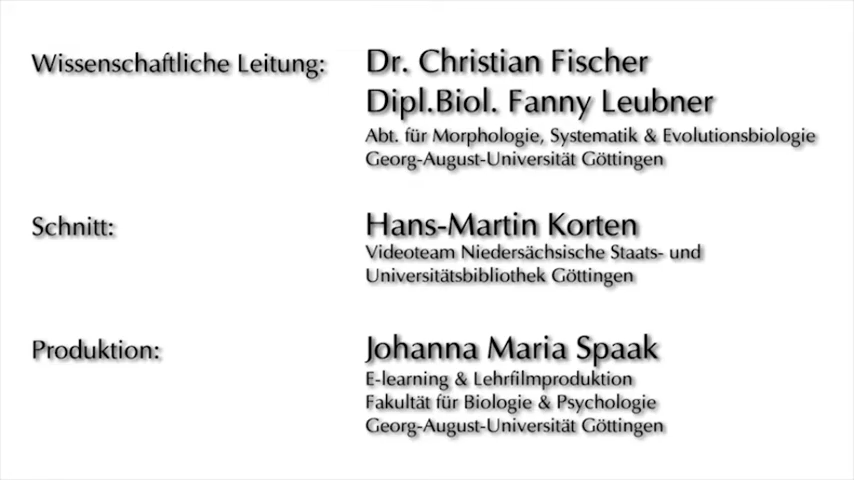 Wissenschaftliche Leitung: Dr. Christian Fischer
Dipl.Biol. Fanny Leubner
Abt. für Morphologie, Systematik & Evolutionsbiologie
Georg-August-Universität Göttingen
Schnitt: Hans-Martin Korten
Videoteam Niedersächsische Staats- und
Universitätsbibliothek Göttingen
Produktion: Johanna Maria Spaak
E-learning & Lehrfilmproduktion
Fakultät für Biologie & Psychologie
Georg-August-Universität Göttingen